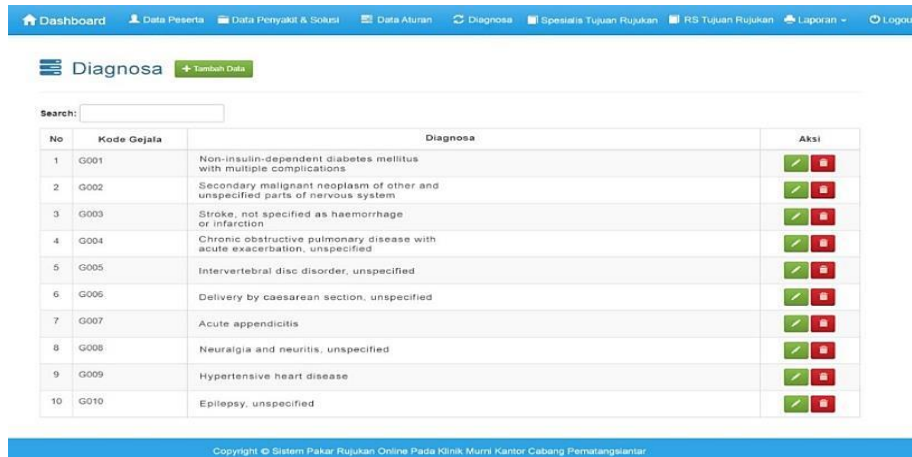 Dashboard Data Peserta Data Penyakit & Solusi Data Aturan Diagnosa Spesialis Tujuan Rujukan RS Tujuan Rujukan Laporan Logou
Diagnosa + Tambah Data
Search:
No Kode Gejala Diagnosa Aksi
1 G001 Non-insulin-dependent diabetes mellitus
with multiple complications
2 G002 Secondary malignant neoplasm of other and
unspecified parts of nervous system
3 G003 Stroke, not specified as haemorrhage
or infarction
4 G004 Chronic obstructive pulmonary disease with
acute exacerbation, unspecified
5 G005 Intervertebral disc disorder, unspecified
6 G006 Delivery by caesarean section, unspecified
7 G007 Acute appendicitis
8 G008 Neuralgia and neuritis, unspecified
9 G009 Hypertensive heart disease
10 G010 Epilepsy, unspecified
Copyright © Sistem Pakar Rujukan Online Pada Klinik Murni Kantor Cabang Pematangsiantar